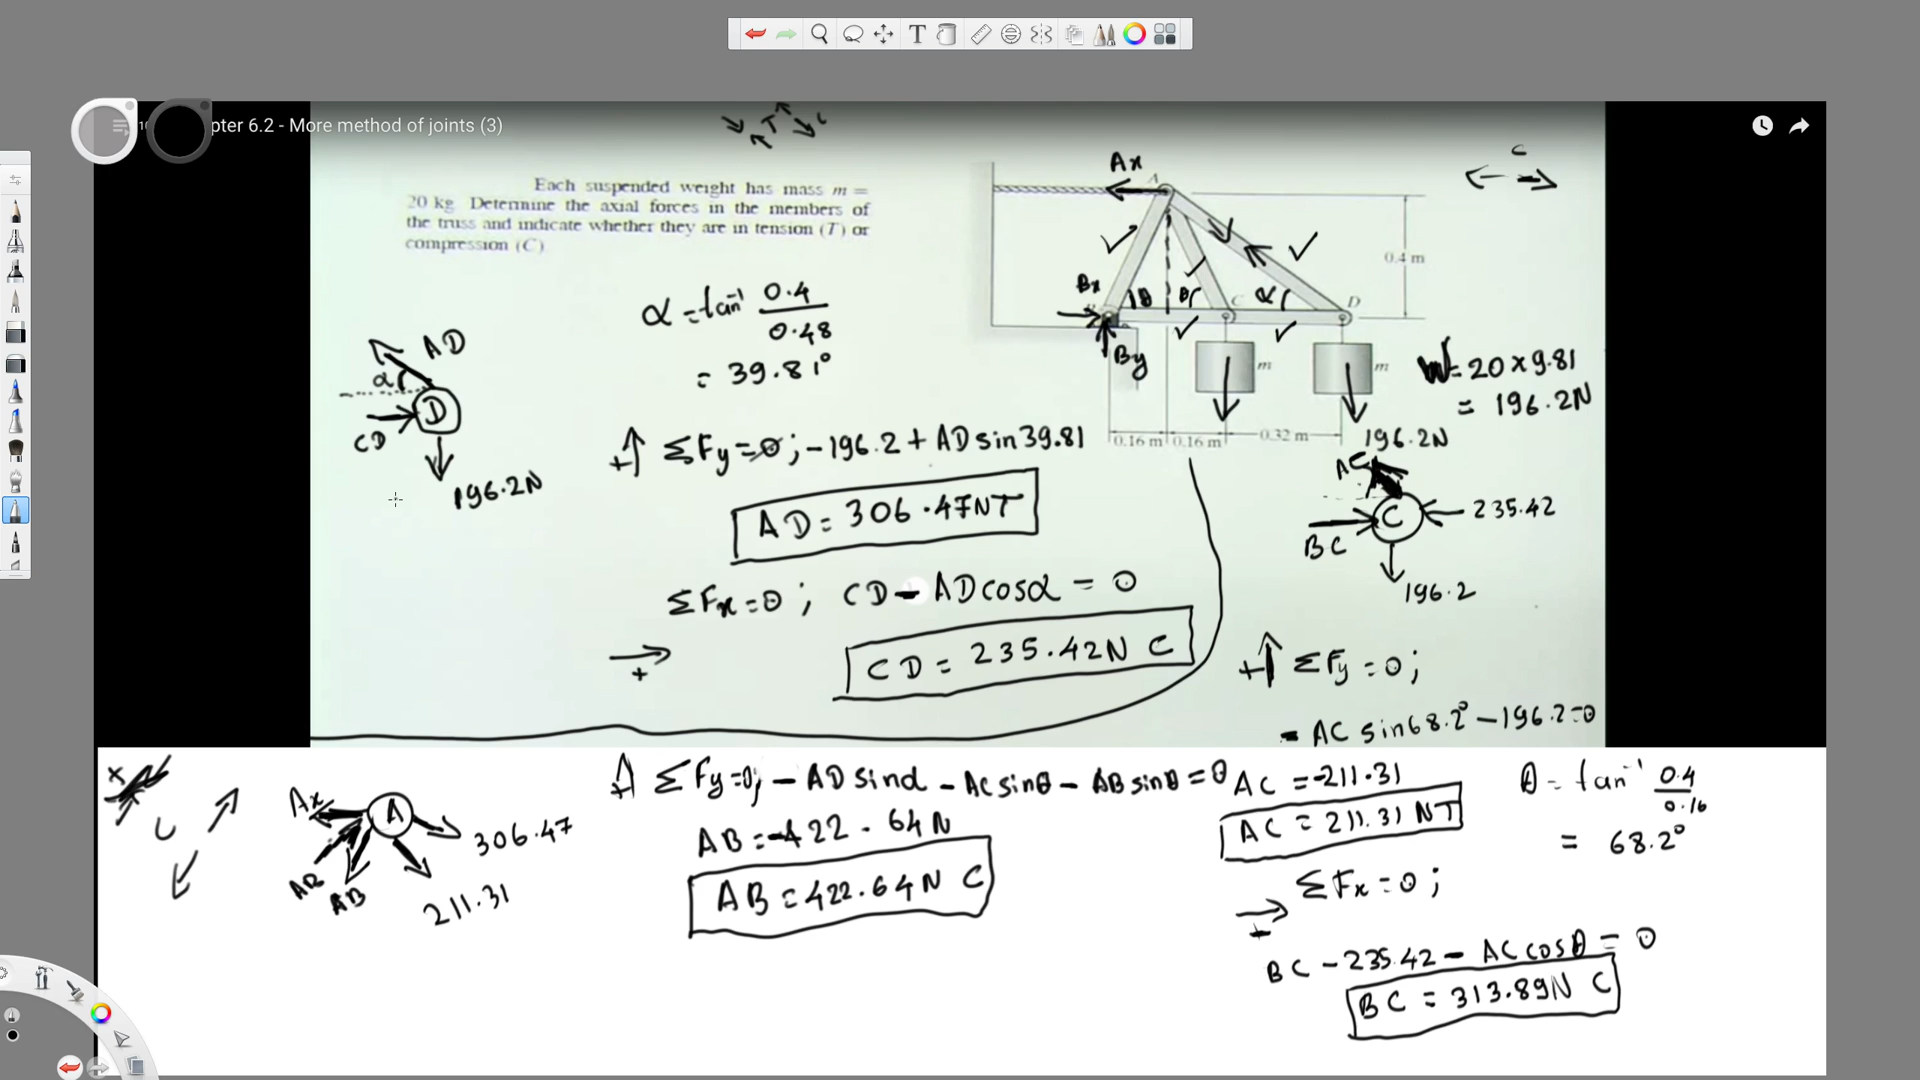 pter 6.2 - More method of joints (3)
Each suspended weight has mass m =
20 kg. Determine the axial forces in the members of
the truss and indicate whether they are in tension (T) or
compression (C)
T
C
C
Ax
A
0.4 m
Bx
θ
θ
C
α
D
By
m
m
0.16 m
0.16 m
0.32 m
W = 20 × 9.81
= 196.2N
196.2N
α = tan⁻¹ 0.4
0.48
= 39.81°
AD
α
D
CD
196.2N
+↑ ΣFy = 0; -196.2 + AD sin 39.81
AD = 306.47N T
ΣFx = 0; CD - ADcosα = 0
→+
CD = 235.42N C
AC
C
235.42
BC
196.2
+↑ ΣFy = 0;
- AC sin68.2° - 196.2 = 0
AC = -211.31
AC = 211.31 N T
θ = tan⁻¹ 0.4
0.16
= 68.2°
→+ ΣFx = 0;
BC - 235.42 - AC cosθ = 0
BC = 313.89N C
C
Ax
A
306.47
AB
AB
211.31
ΣFy = 0; - AD sinα - AC sinθ - AB sinθ = 0
AB = -422.64N
AB = 422.64N C